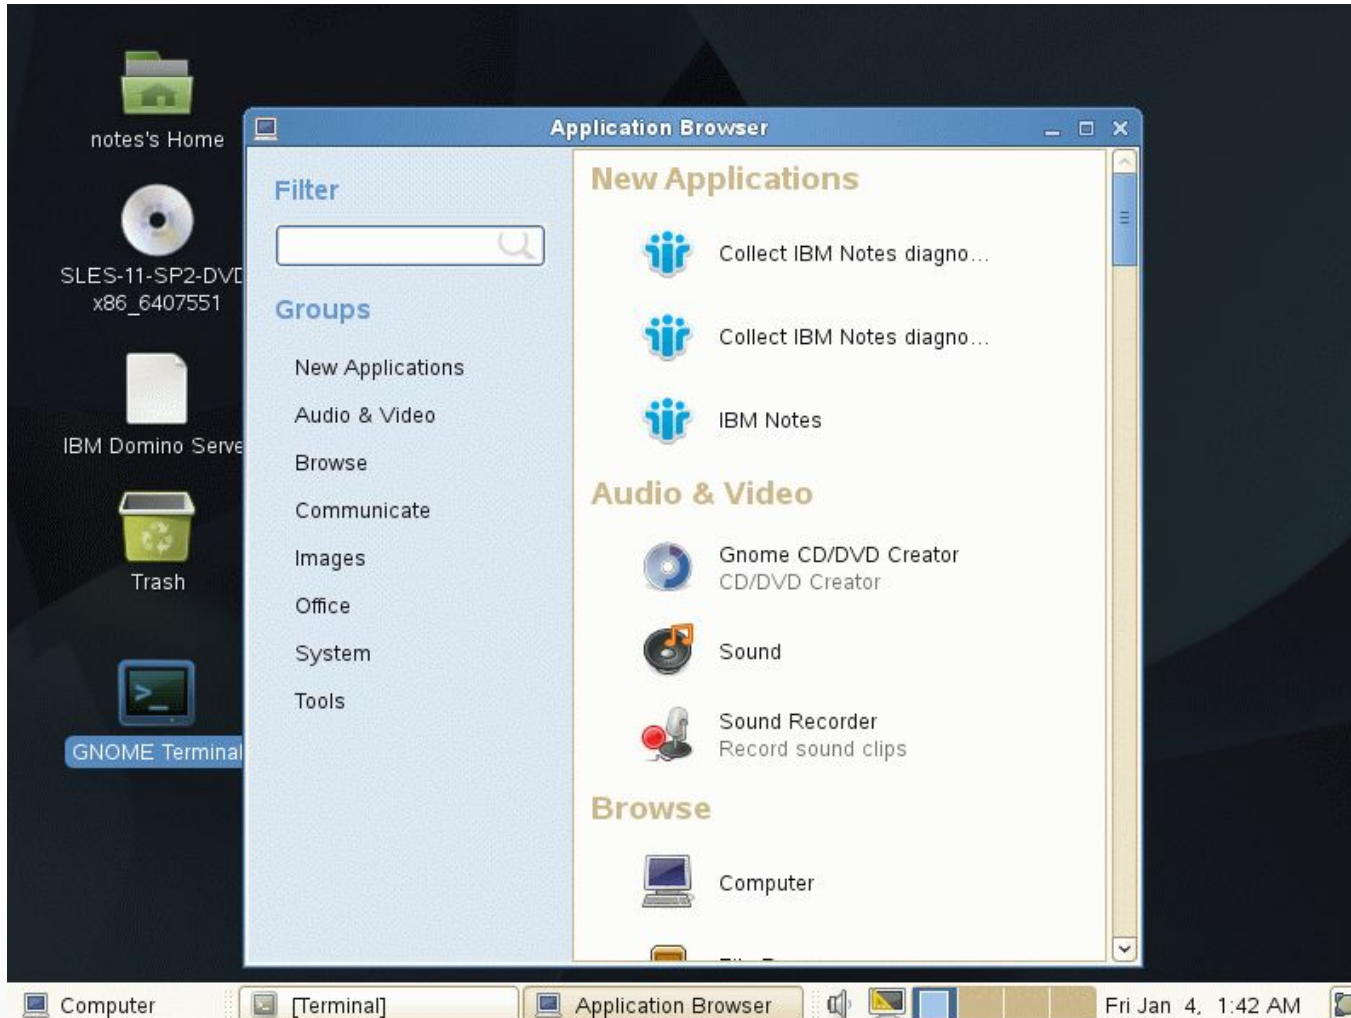 notes's Home
SLES-11-SP2-DVD
x86_6407551
IBM Domino Serve
Trash
GNOME Terminal
Application Browser
Filter
Groups
New Applications
Audio & Video
Browse
Communicate
Images
Office
System
Tools
New Applications
Collect IBM Notes diagno...
Collect IBM Notes diagno...
IBM Notes
Audio & Video
Gnome CD/DVD Creator
CD/DVD Creator
Sound
Sound Recorder
Record sound clips
Browse
Computer
Computer
[Terminal]
Application Browser
Fri Jan 4, 1:42 AM